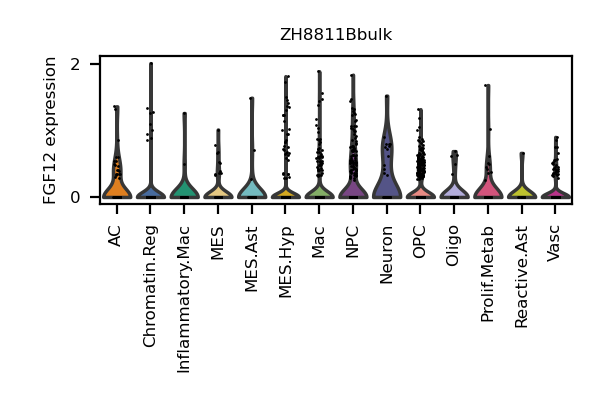 ZH8811Bbulk
FGF12 expression
2
0
AC
Chromatin.Reg
Inflammatory.Mac
MES
MES.Ast
MES.Hyp
Mac
NPC
Neuron
OPC
Oligo
Prolif.Metab
Reactive.Ast
Vasc